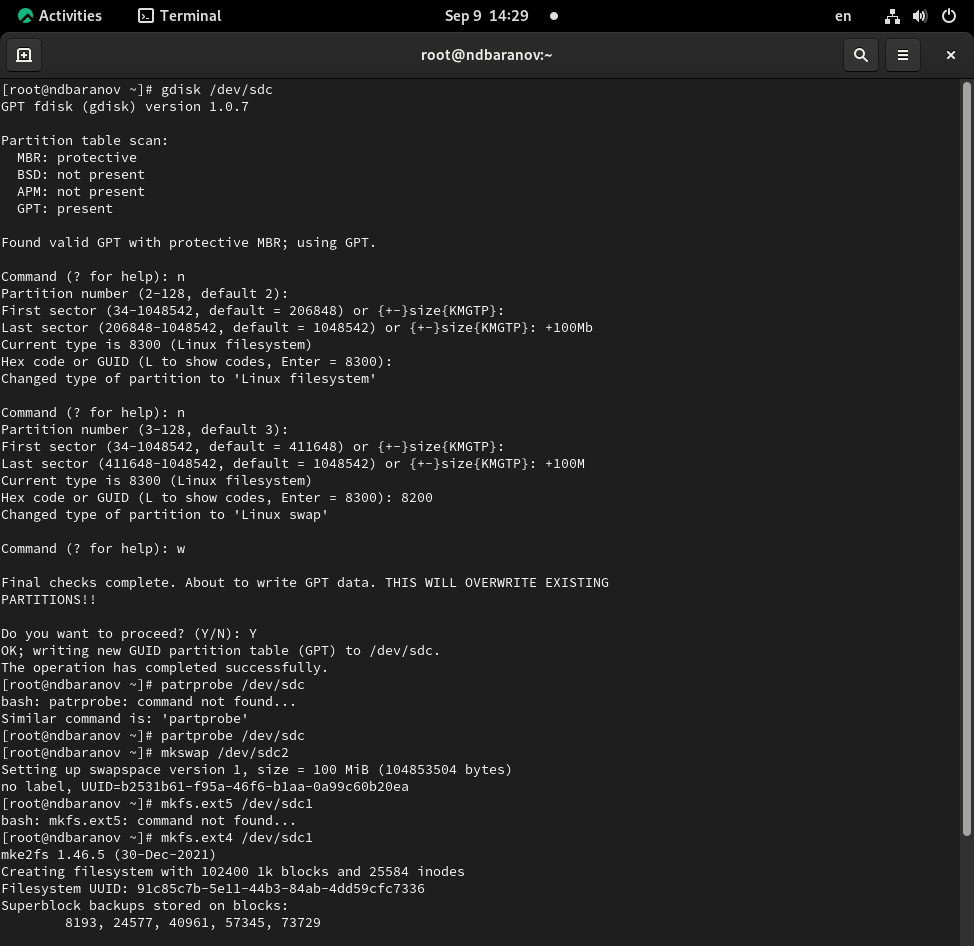 Activities Terminal Sep 9 14:29 en
root@ndbaranov:~
[root@ndbaranov ~]# gdisk /dev/sdc
GPT fdisk (gdisk) version 1.0.7
Partition table scan:
MBR: protective
BSD: not present
APM: not present
GPT: present
Found valid GPT with protective MBR; using GPT.
Command (? for help): n
Partition number (2-128, default 2):
First sector (34-1048542, default = 206848) or {+-}size{KMGTP}:
Last sector (206848-1048542, default = 1048542) or {+-}size{KMGTP}: +100Mb
Current type is 8300 (Linux filesystem)
Hex code or GUID (L to show codes, Enter = 8300):
Changed type of partition to 'Linux filesystem'
Command (? for help): n
Partition number (3-128, default 3):
First sector (34-1048542, default = 411648) or {+-}size{KMGTP}:
Last sector (411648-1048542, default = 1048542) or {+-}size{KMGTP}: +100M
Current type is 8300 (Linux filesystem)
Hex code or GUID (L to show codes, Enter = 8300): 8200
Changed type of partition to 'Linux swap'
Command (? for help): w
Final checks complete. About to write GPT data. THIS WILL OVERWRITE EXISTING
PARTITIONS!!
Do you want to proceed? (Y/N): Y
OK; writing new GUID partition table (GPT) to /dev/sdc.
The operation has completed successfully.
[root@ndbaranov ~]# patrprobe /dev/sdc
bash: patrprobe: command not found...
Similar command is: 'partprobe'
[root@ndbaranov ~]# partprobe /dev/sdc
[root@ndbaranov ~]# mkswap /dev/sdc2
Setting up swapspace version 1, size = 100 MiB (104853504 bytes)
no label, UUID=b2531b61-f95a-46f6-b1aa-0a99c60b20ea
[root@ndbaranov ~]# mkfs.ext5 /dev/sdc1
bash: mkfs.ext5: command not found...
[root@ndbaranov ~]# mkfs.ext4 /dev/sdc1
mke2fs 1.46.5 (30-Dec-2021)
Creating filesystem with 102400 1k blocks and 25584 inodes
Filesystem UUID: 91c85c7b-5e11-44b3-84ab-4dd59cfc7336
Superblock backups stored on blocks:
8193, 24577, 40961, 57345, 73729